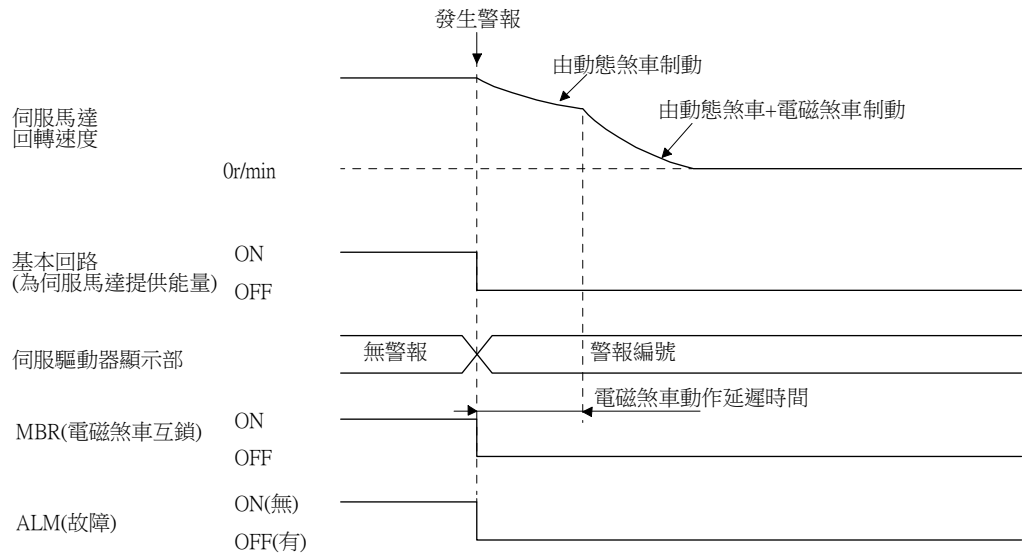 發生警報
由動態煞車制動
由動態煞車+電磁煞車制動
伺服馬達
回轉速度
0r/min
基本回路
(為伺服馬達提供能量)
ON
OFF
伺服驅動器顯示部
無警報
警報編號
電磁煞車動作延遲時間
MBR(電磁煞車互鎖)
ON
OFF
ALM(故障)
ON(無)
OFF(有)